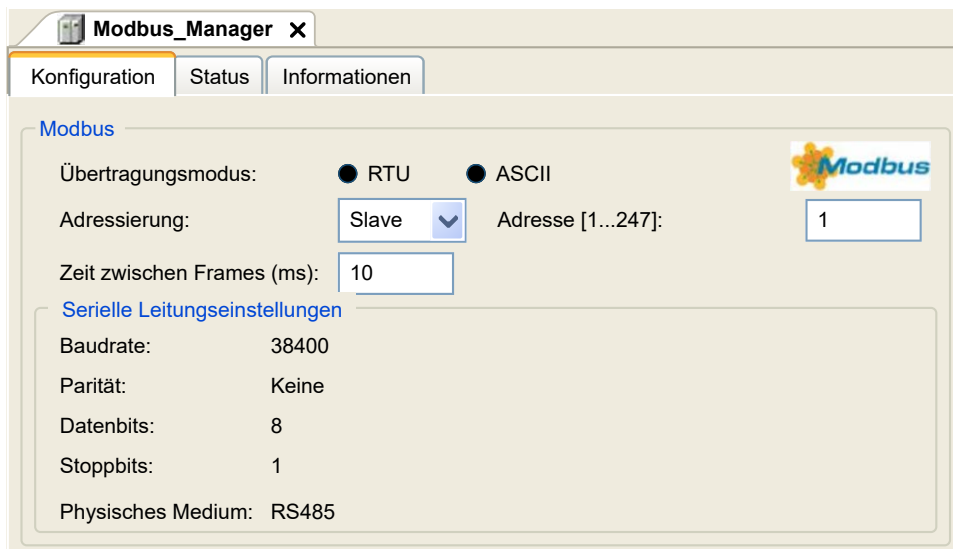 Modbus_Manager X
Konfiguration Status Informationen
Modbus
Übertragungsmodus: RTU ASCII Modbus
Adressierung: Slave Adresse [1...247]: 1
Zeit zwischen Frames (ms): 10
Serielle Leitungseinstellungen
Baudrate: 38400
Parität: Keine
Datenbits: 8
Stoppbits: 1
Physisches Medium: RS485